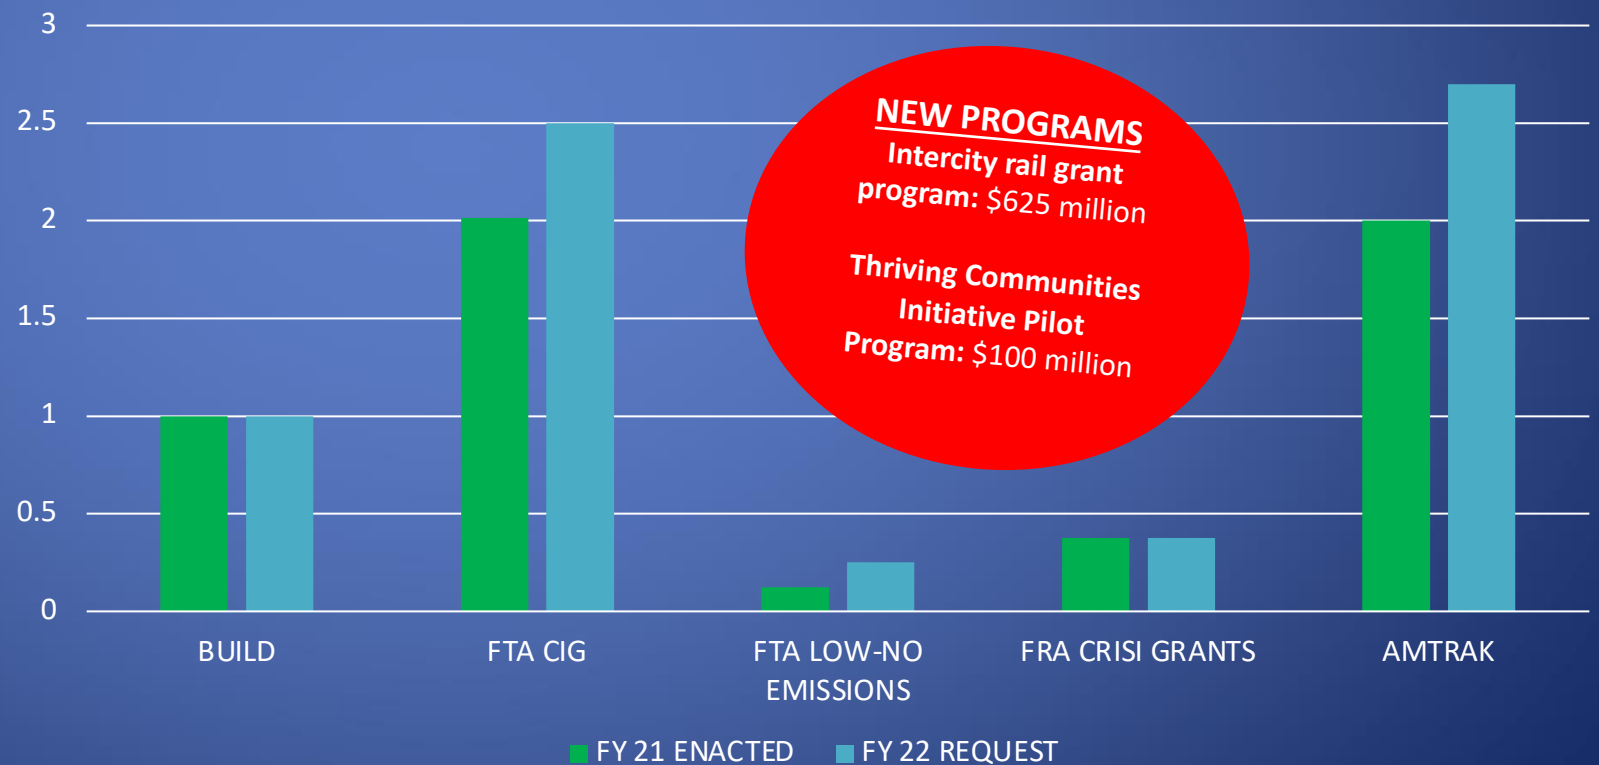 3
2.5
2
1.5
1
0.5
0
NEW PROGRAMS
Intercity rail grant
program: $625 million
Thriving Communities
Initiative Pilot
Program: $100 million
BUILD
FTA CIG
FTA LOW-NO
EMISSIONS
FRA CRISI GRANTS
AMTRAK
FY 21 ENACTED
FY 22 REQUEST